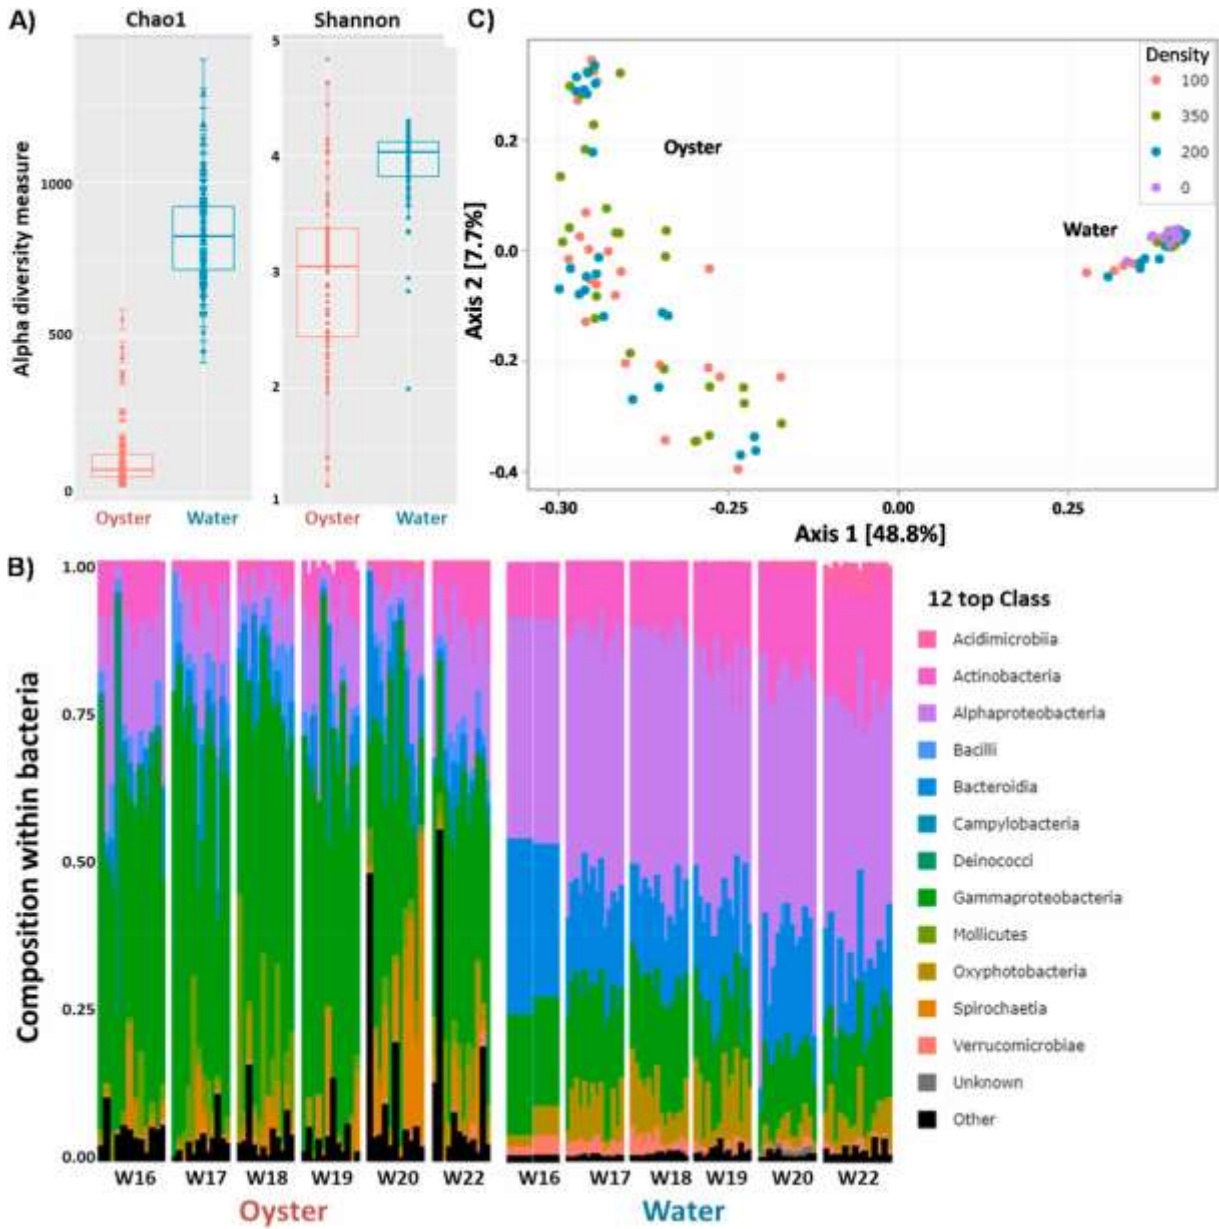 A)
Chao1
Shannon
Alpha diversity measure
1000
500
0
5
4
3
2
1
Oyster
Water
Oyster
Water
C)
Density
100
350
200
0
Oyster
Water
Axis 2 [7.7%]
0.2
0.0
-0.2
-0.4
-0.30
-0.25
0.00
0.25
Axis 1 [48.8%]
B)
Composition within bacteria
1.00
0.75
0.50
0.25
0.00
W16 W17 W18 W19 W20 W22
W16 W17 W18 W19 W20 W22
Oyster
Water
12 top Class
Acidimicrobiia
Actinobacteria
Alphaproteobacteria
Bacilli
Bacteroidia
Campylobacteria
Deinococci
Gammaproteobacteria
Mollicutes
Oxyphotobacteria
Spirochaetia
Verrucomicrobiae
Unknown
Other